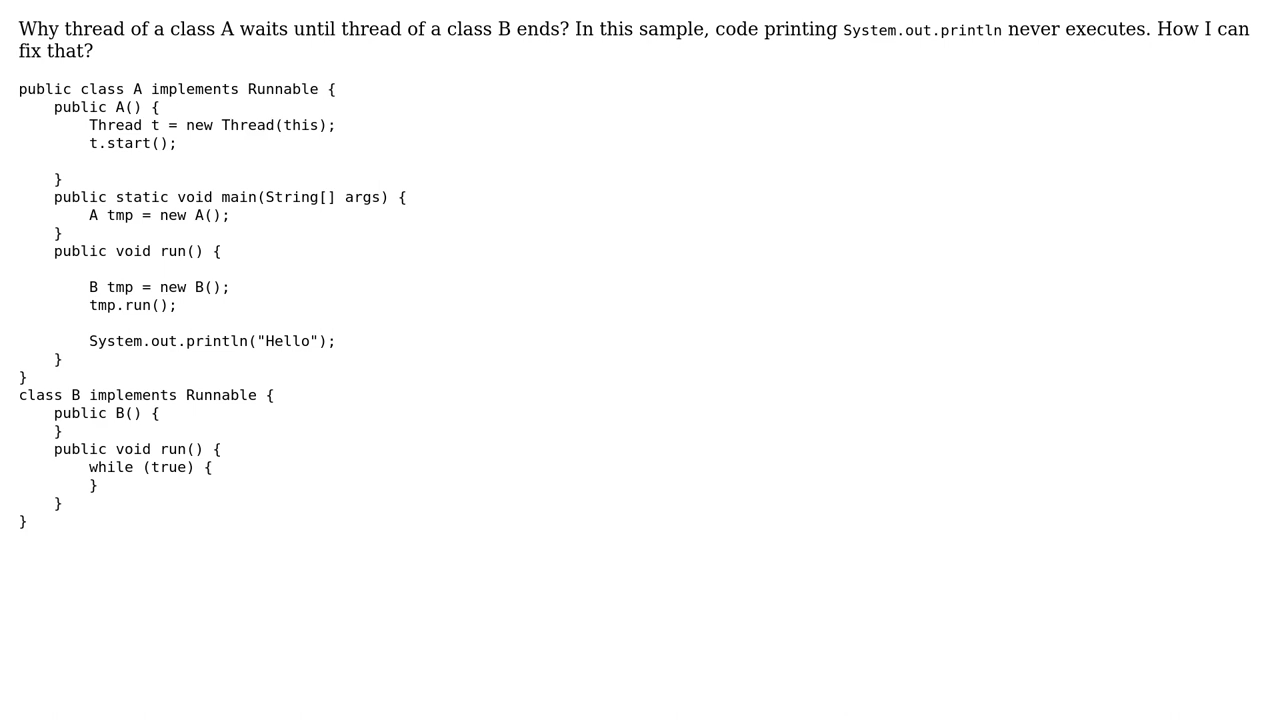 Why thread of a class A waits until thread of a class B ends? In this sample, code printing System.out.println never executes. How I can
fix that?
public class A implements Runnable {
    public A() {
        Thread t = new Thread(this);
        t.start();

    }
    public static void main(String[] args) {
        A tmp = new A();
    }
    public void run() {

        B tmp = new B();
        tmp.run();

        System.out.println("Hello");
    }
}
class B implements Runnable {
    public B() {
    }
    public void run() {
        while (true) {
        }
    }
}